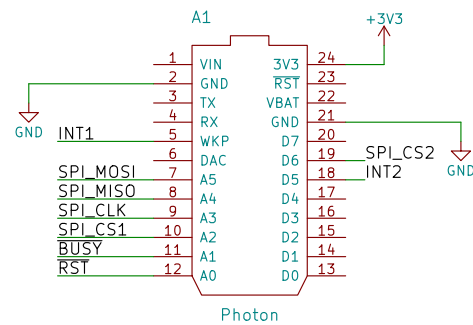 A1
+3V3
1 VIN 3V3 24
2 GND RST 23
3 TX VBAT 22
4 RX GND 21
GND
INT1 5 WKP D7 20
6 DAC D6 19 SPI_CS2
SPI_MOSI 7 A5 D5 18 INT2
GND
SPI_MISO 8 A4 D4 17
SPI_CLK 9 A3 D3 16
SPI_CS1 10 A2 D2 15
BUSY 11 A1 D1 14
RST 12 A0 D0 13
Photon